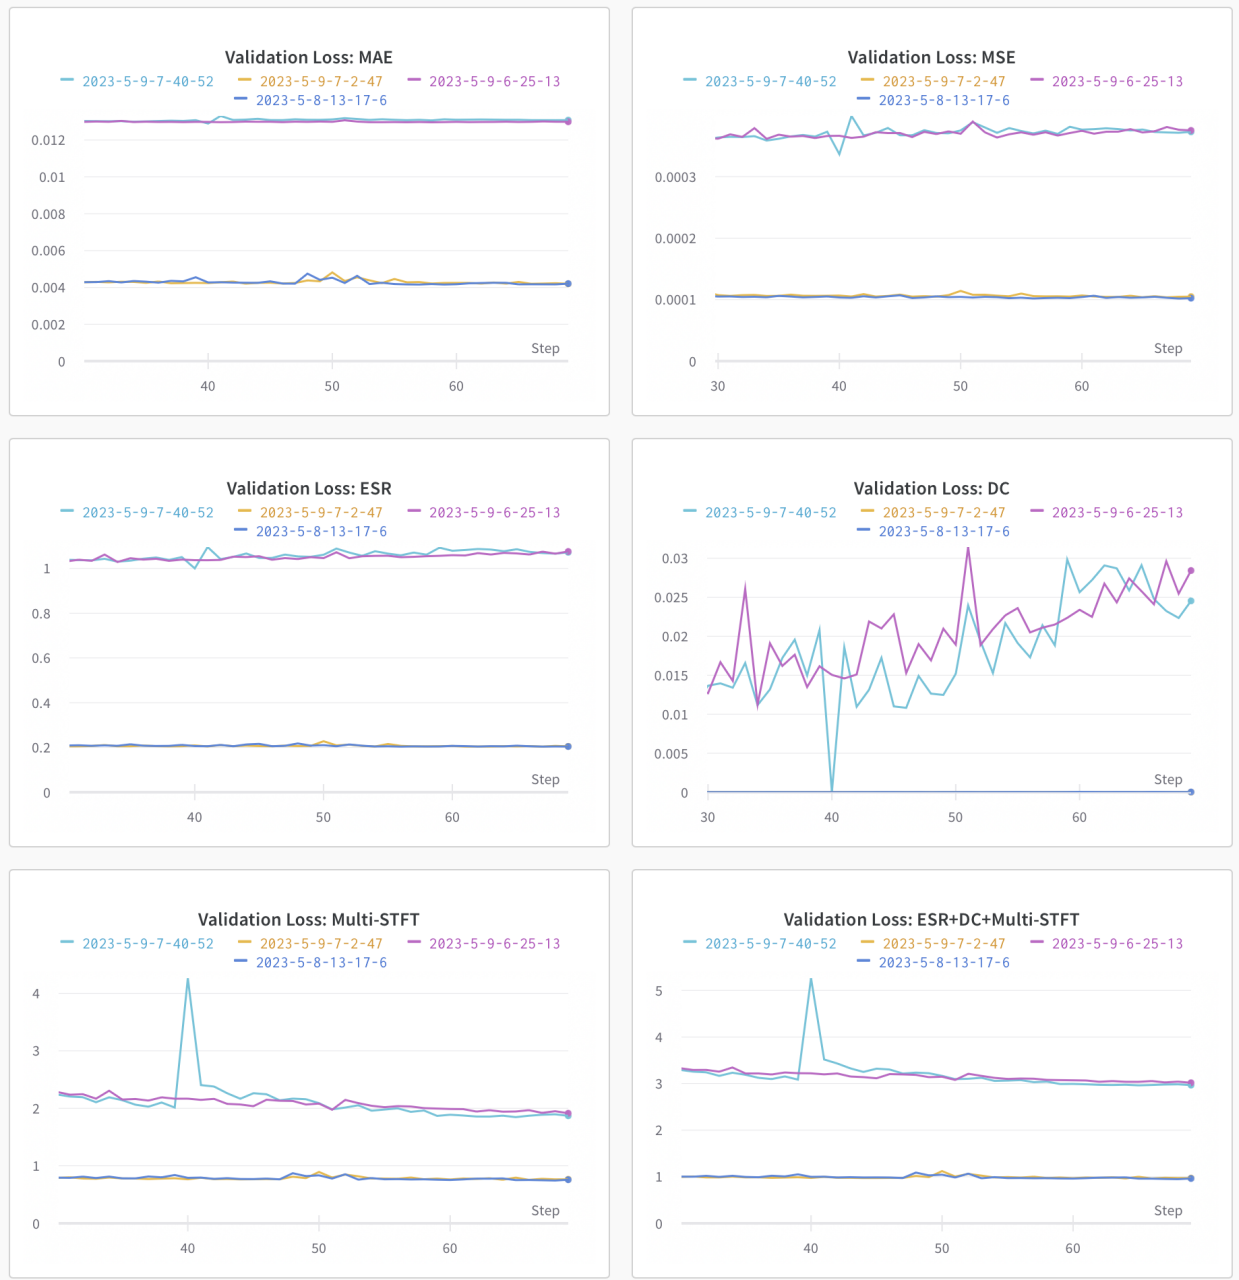 Validation Loss: MAE
2023-5-9-7-40-52 2023-5-9-7-2-47 2023-5-9-6-25-13
2023-5-8-13-17-6
0.012
0.01
0.008
0.006
0.004
0.002
0
Step
40 50 60
Validation Loss: MSE
2023-5-9-7-40-52 2023-5-9-7-2-47 2023-5-9-6-25-13
2023-5-8-13-17-6
0.0003
0.0002
0.0001
0
Step
30 40 50 60
Validation Loss: ESR
2023-5-9-7-40-52 2023-5-9-7-2-47 2023-5-9-6-25-13
2023-5-8-13-17-6
1
0.8
0.6
0.4
0.2
0
Step
40 50 60
Validation Loss: DC
2023-5-9-7-40-52 2023-5-9-7-2-47 2023-5-9-6-25-13
2023-5-8-13-17-6
0.03
0.025
0.02
0.015
0.01
0.005
0
Step
30 40 50 60
Validation Loss: Multi-STFT
2023-5-9-7-40-52 2023-5-9-7-2-47 2023-5-9-6-25-13
2023-5-8-13-17-6
4
3
2
1
0
Step
40 50 60
Validation Loss: ESR+DC+Multi-STFT
2023-5-9-7-40-52 2023-5-9-7-2-47 2023-5-9-6-25-13
2023-5-8-13-17-6
5
4
3
2
1
0
Step
40 50 60